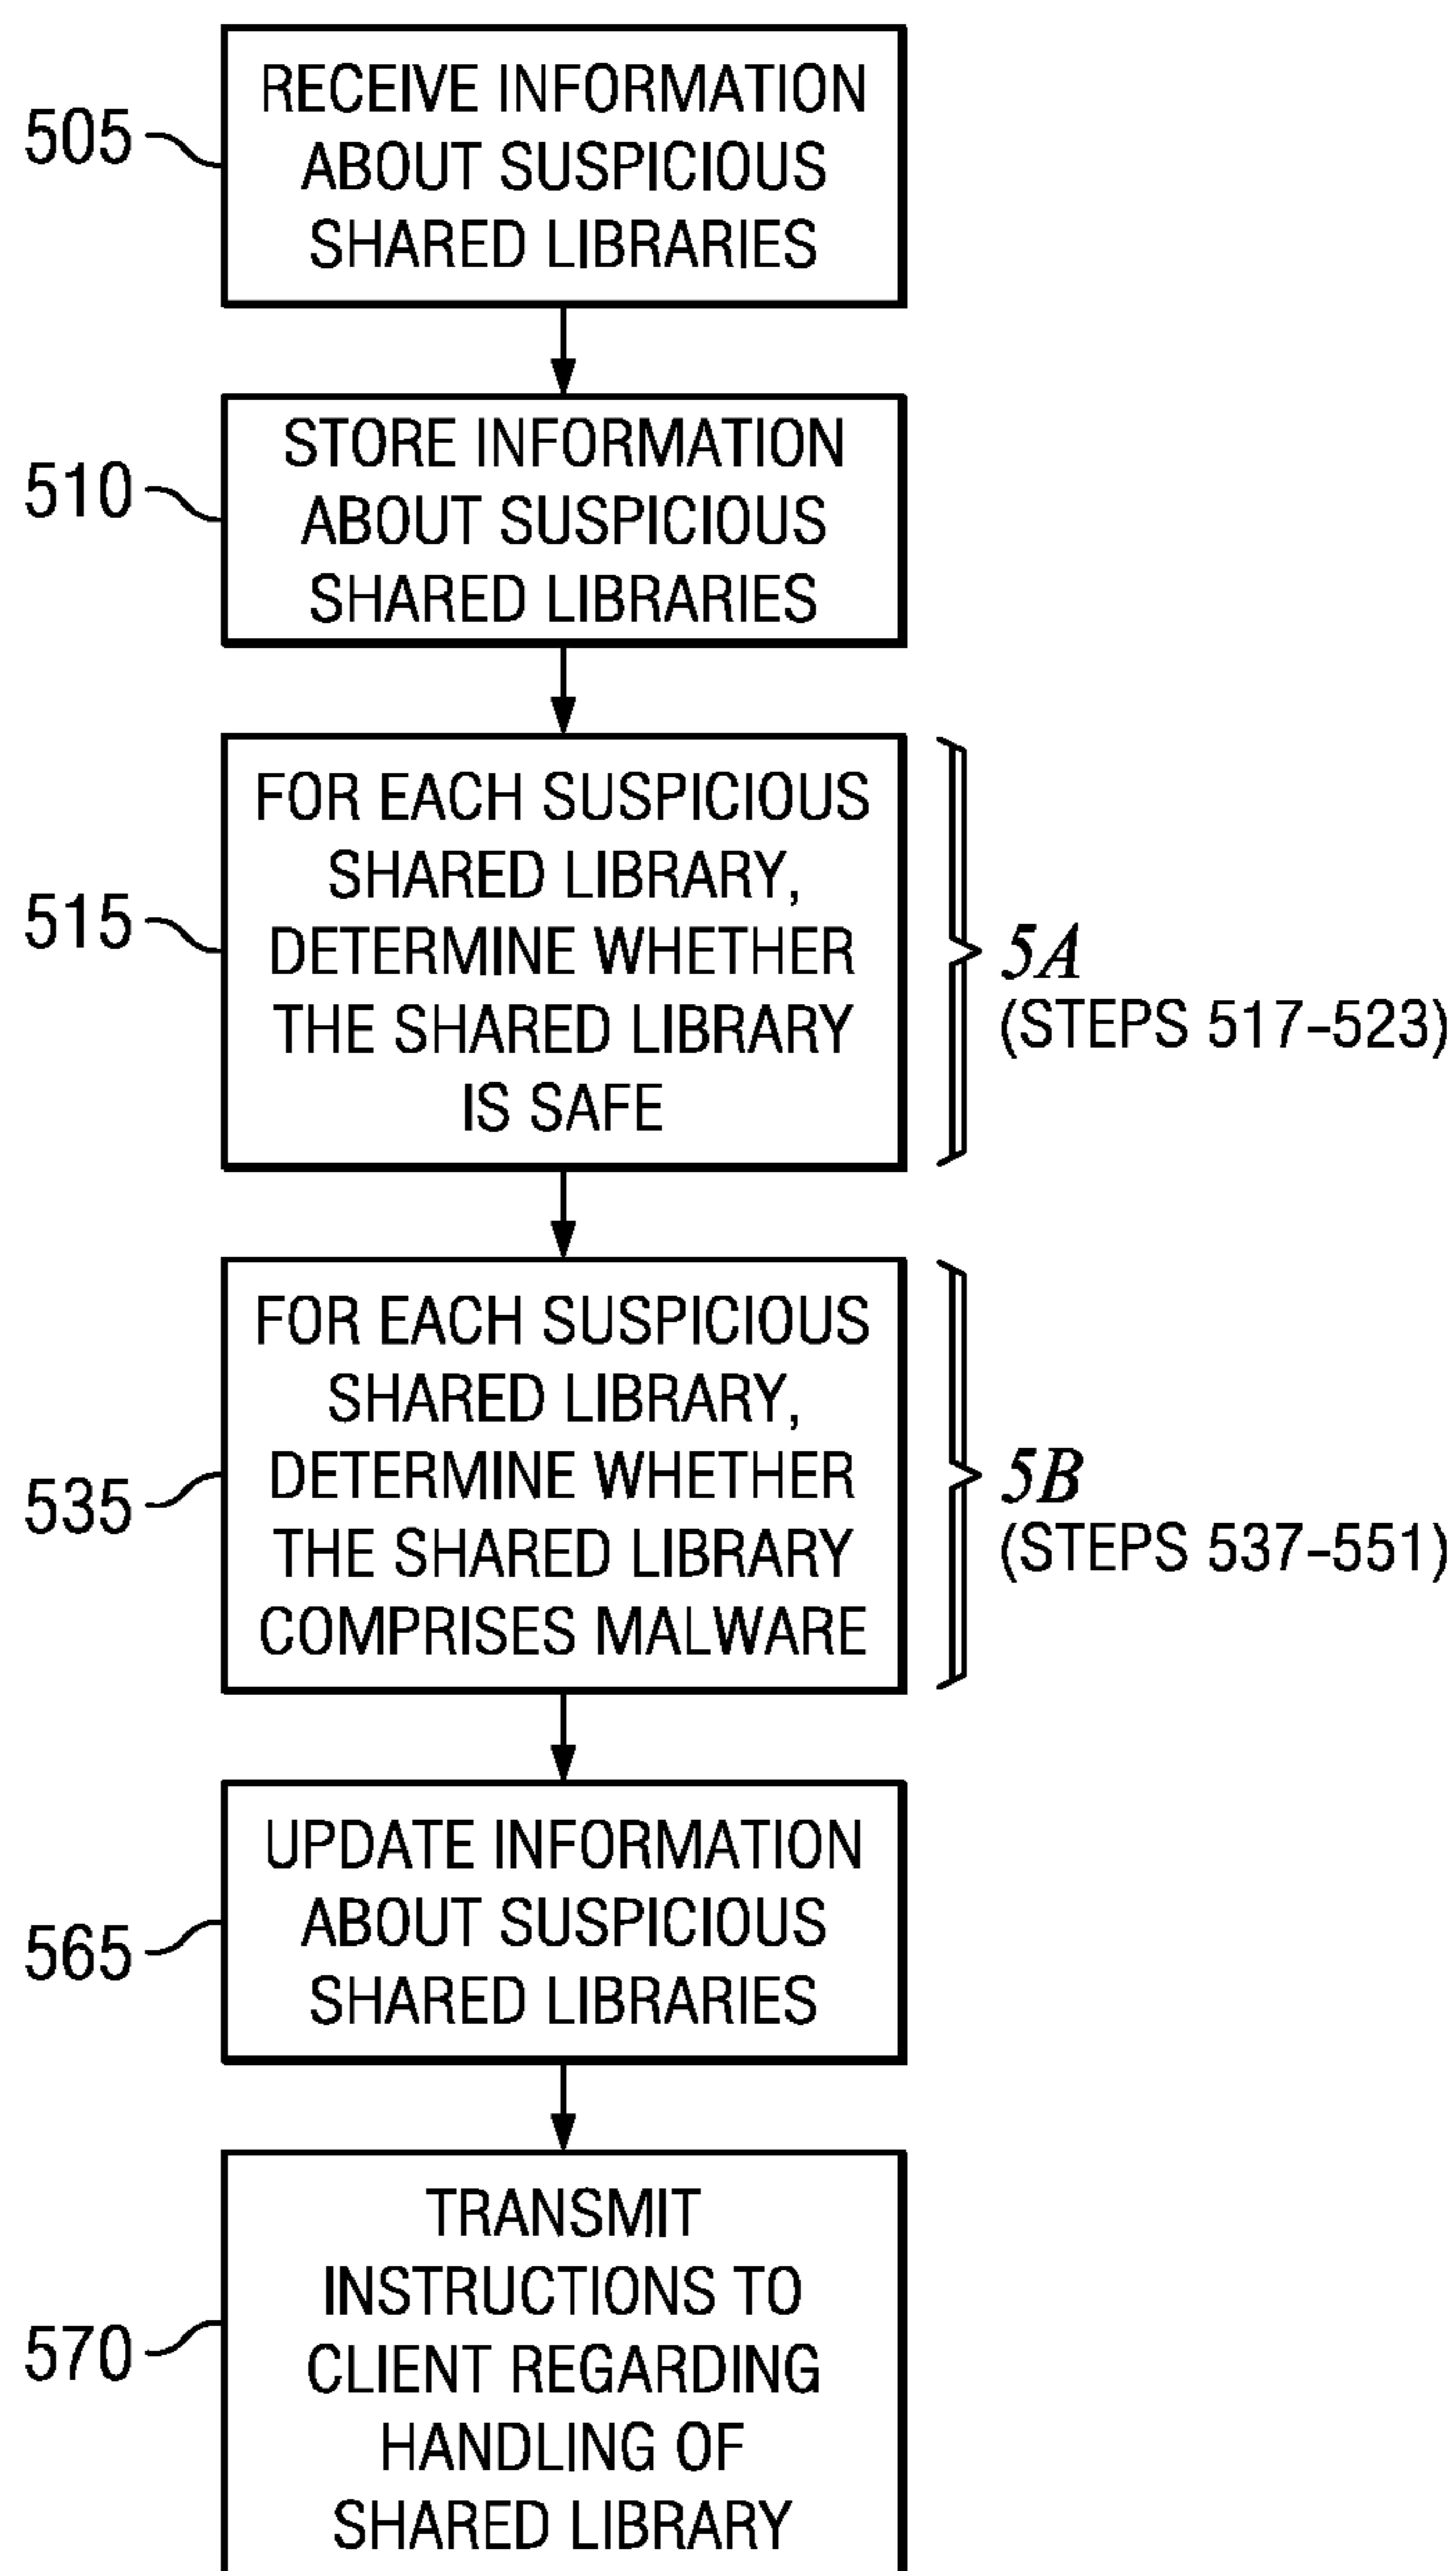 505
RECEIVE INFORMATION
ABOUT SUSPICIOUS
SHARED LIBRARIES
510
STORE INFORMATION
ABOUT SUSPICIOUS
SHARED LIBRARIES
515
FOR EACH SUSPICIOUS
SHARED LIBRARY,
DETERMINE WHETHER
THE SHARED LIBRARY
IS SAFE
5A
(STEPS 517-523)
535
FOR EACH SUSPICIOUS
SHARED LIBRARY,
DETERMINE WHETHER
THE SHARED LIBRARY
COMPRISES MALWARE
5B
(STEPS 537-551)
565
UPDATE INFORMATION
ABOUT SUSPICIOUS
SHARED LIBRARIES
570
TRANSMIT
INSTRUCTIONS TO
CLIENT REGARDING
HANDLING OF
SHARED LIBRARY